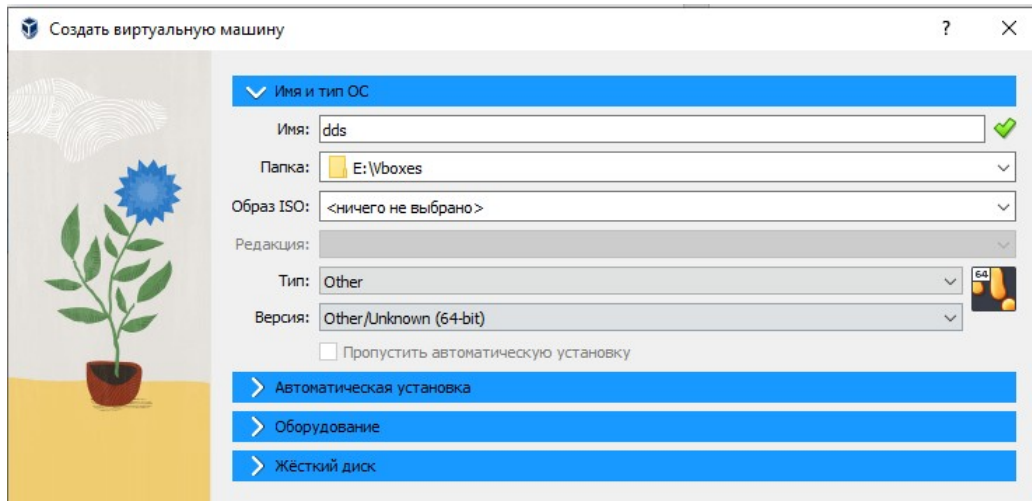 Создать виртуальную машину ?
Имя и тип ОС
Имя: dds
Папка: E:\Vboxes
Образ ISO: <ничего не выбрано>
Редакция:
Тип: Other
64
Версия: Other/Unknown (64-bit)
Пропустить автоматическую установку
Автоматическая установка
Оборудование
Жёсткий диск